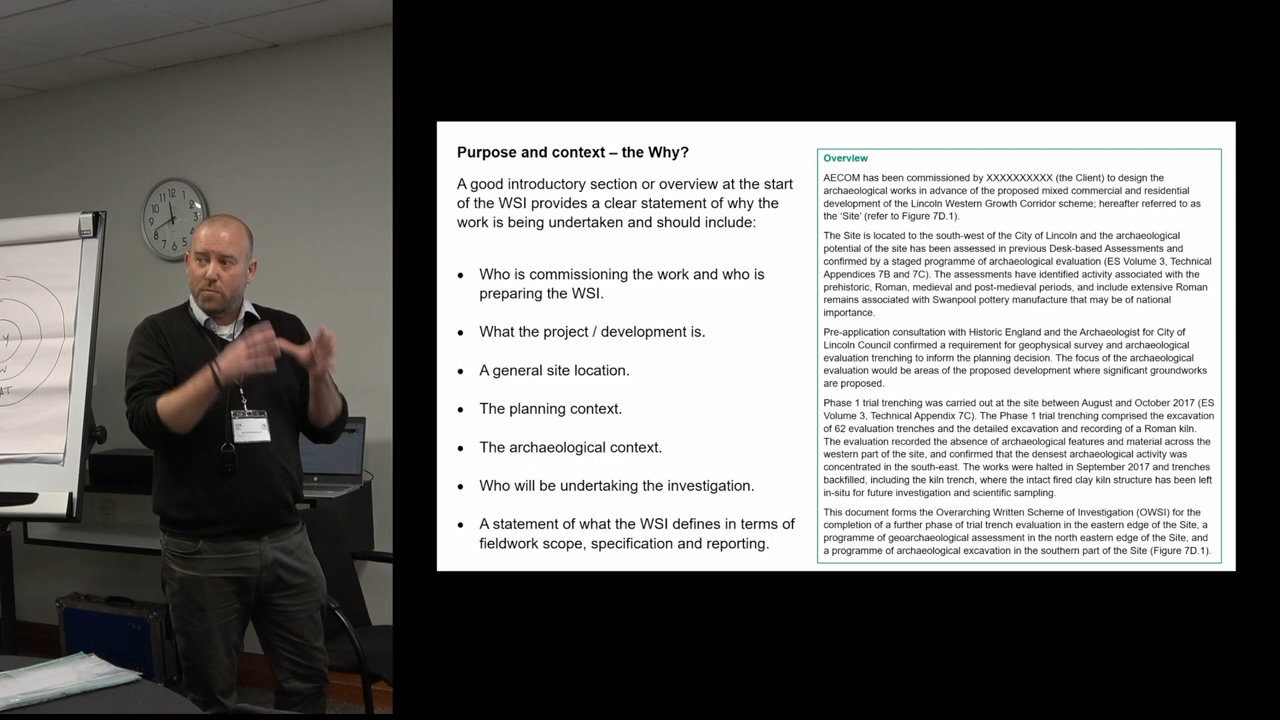 Purpose and context – the Why?
A good introductory section or overview at the start
of the WSI provides a clear statement of why the
work is being undertaken and should include:
• Who is commissioning the work and who is
preparing the WSI.
• What the project / development is.
• A general site location.
• The planning context.
• The archaeological context.
• Who will be undertaking the investigation.
• A statement of what the WSI defines in terms of
fieldwork scope, specification and reporting.
Overview
AECOM has been commissioned by XXXXXXXXXX (the Client) to design the
archaeological works in advance of the proposed mixed commercial and residential
development of the Lincoln Western Growth Corridor scheme; hereafter referred to as
the ‘Site’ (refer to Figure 7D.1).
The Site is located to the south-west of the City of Lincoln and the archaeological
potential of the site has been assessed in previous Desk-based Assessments and
confirmed by a staged programme of archaeological evaluation (ES Volume 3, Technical
Appendices 7B and 7C). The assessments have identified activity associated with the
prehistoric, Roman, medieval and post-medieval periods, and include extensive Roman
remains associated with Swanpool pottery manufacture that may be of national
importance.
Pre-application consultation with Historic England and the Archaeologist for City of
Lincoln Council confirmed a requirement for geophysical survey and archaeological
evaluation trenching to inform the planning decision. The focus of the archaeological
evaluation would be areas of the proposed development where significant groundworks
are proposed.
Phase 1 trial trenching was carried out at the site between August and October 2017 (ES
Volume 3, Technical Appendix 7C). The Phase 1 trial trenching comprised the excavation
of 62 evaluation trenches and the detailed excavation and recording of a Roman kiln.
The evaluation recorded the absence of archaeological features and material across the
western part of the site, and confirmed that the densest archaeological activity was
concentrated in the south-east. The works were halted in September 2017 and trenches
backfilled, including the kiln trench, where the intact fired clay kiln structure has been left
in-situ for future investigation and scientific sampling.
This document forms the Overarching Written Scheme of Investigation (OWSI) for the
completion of a further phase of trial trench evaluation in the eastern edge of the Site, a
programme of geoarchaeological assessment in the north eastern edge of the Site, and
a programme of archaeological excavation in the southern part of the Site (Figure 7D.1).